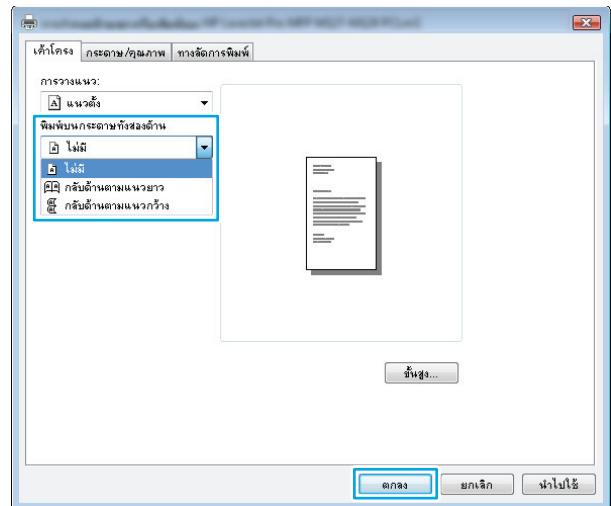 เค้าโครง กระดาษ/คุณภาพ ทางลัดการพิมพ์
การวางแนว:
แนวตั้ง
พิมพ์บนกระดาษทั้งสองด้าน
ไม่มี
ไม่มี
กลับด้านตามแนวยาว
กลับด้านตามแนวกว้าง
ขั้นสูง...
ตกลง ยกเลิก นำไปใช้